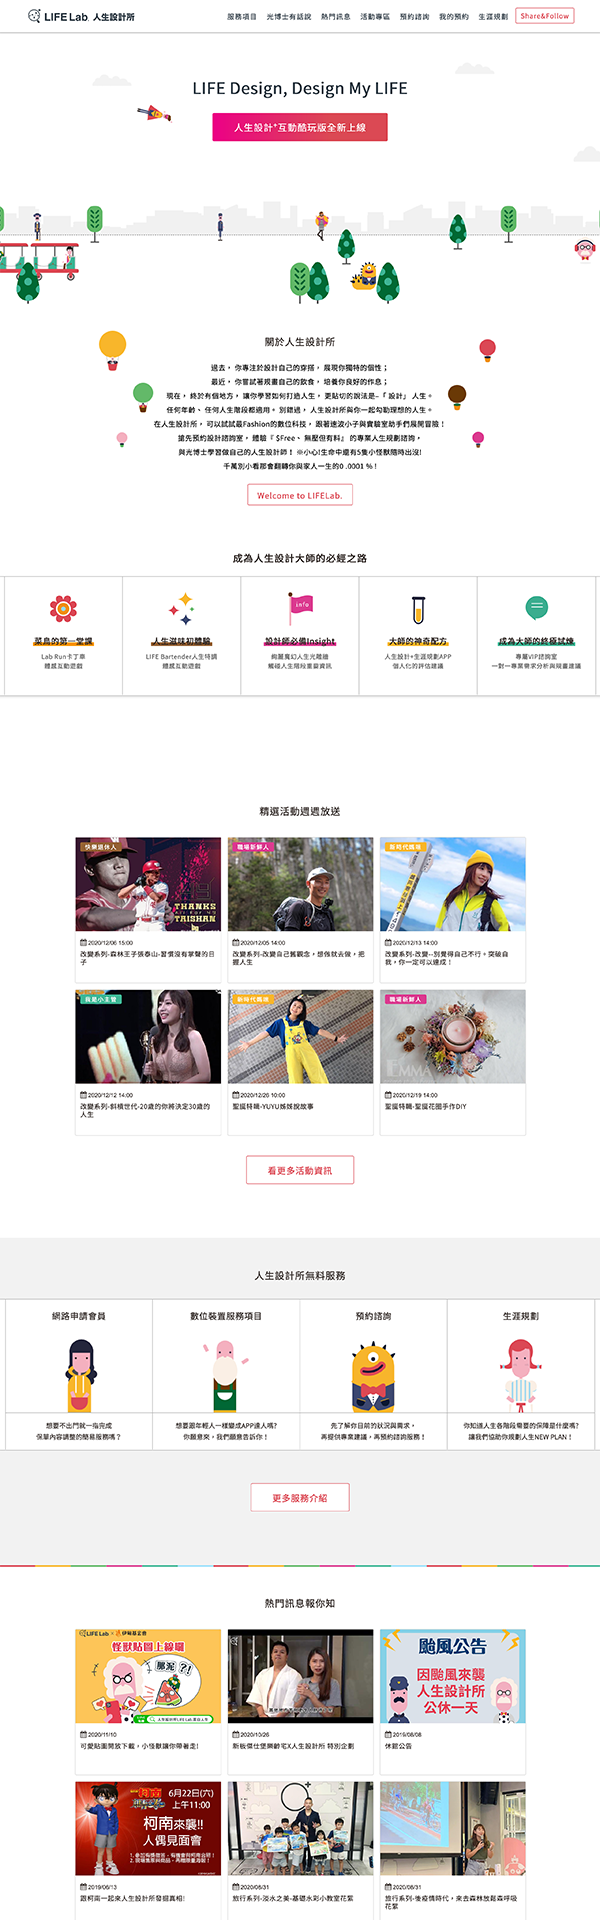 LIFE Lab. 人生設計所
服務項目 光博士有話說 熱門訊息 活動專區 預約諮詢 我的預約 生涯規劃 Share&Follow
LIFE Design, Design My LIFE
人生設計+互動酷玩版全新上線
關於人生設計所
過去， 你專注於設計自己的穿搭， 展現你獨特的個性；
最近， 你嘗試著規畫自己的飲食， 培養你良好的作息；
現在， 終於有個地方， 讓你學習如何打造人生， 更貼切的說法是–「 設計」 人生。
任何年齡、 任何人生階段都適用。 別錯過， 人生設計所與你一起勾勒理想的人生。
在人生設計所， 可以試試最Fashion的數位科技， 跟著速波小子與實驗室助手們展開冒險！
搶先預約設計諮詢室， 體驗『 $Free、 無壓但有料』 的專業人生規劃諮詢，
與光博士學習做自己的人生設計師！ ※小心!生命中還有5隻小怪獸隨時出沒!
千萬別小看那會翻轉你與家人一生的0 .0001 %！
Welcome to LIFELab.
成為人生設計大師的必經之路
菜鳥的第一堂課
Lab Run卡丁車
體感互動遊戲
人生滋味初體驗
LIFE Bartender人生特調
體感互動遊戲
info
設計師必備Insight
絢麗魔幻人生光雕牆
觸碰人生階段重要資訊
大師的神奇配方
人生設計+生涯規劃APP
個人化的評估建議
成為大師的終極試煉
專屬VIP諮詢室
一對一專業需求分析與規畫建議
精選活動週週放送
快樂退休人
THANKS
TAISHAN
2020/12/06 15:00
改變系列-森林王子張泰山-習慣沒有掌聲的日
子
職場新鮮人
2020/12/05 14:00
改變系列-改變自己舊觀念，想做就去做，把
握人生
新時代媽咪
2020/12/13 14:00
改變系列-改變--別覺得自己不行。突破自
我，你一定可以達成！
我是小主管
2020/12/12 14:00
改變系列-斜槓世代-20歲的你將決定30歲的
人生
新時代媽咪
2020/12/26 10:00
聖誕特輯-YUYU姊姊說故事
職場新鮮人
EMMA
2020/12/19 14:00
聖誕特輯-聖誕花圈手作DIY
看更多活動資訊
人生設計所無料服務
網路申請會員
想要不出門就一指完成
保單內容調整的簡易服務嗎？
數位裝置服務項目
想要跟年輕人一樣變成APP達人嗎?
你願意來，我們願意告訴你！
預約諮詢
先了解你目前的狀況與需求，
再提供專業建議，再預約諮詢服務！
生涯規劃
你知道人生各階段需要的保障是什麼嗎?
讓我們協助你規劃人生NEW PLAN！
更多服務介紹
熱門訊息報你知
LIFE Lab. × 伊甸基金會
怪獸貼圖上線囉
那泥?!
2020/11/10
可愛貼圖開放下載，小怪獸讓你帶著走!
2020/10/26
新板傑仕堡樂齡宅X人生設計所 特別企劃
颱風公告
因颱風來襲
人生設計所
公休一天
2019/08/08
休館公告
6月22日(六)
上午11:00
柯南來襲!!
人偶見面會
2019/06/13
跟柯南一起來人生設計所發掘真相!
2020/08/31
旅行系列-淡水之美-基礎水彩小教室花絮
2020/08/31
旅行系列-後疫情時代，來去森林放鬆森呼吸
花絮